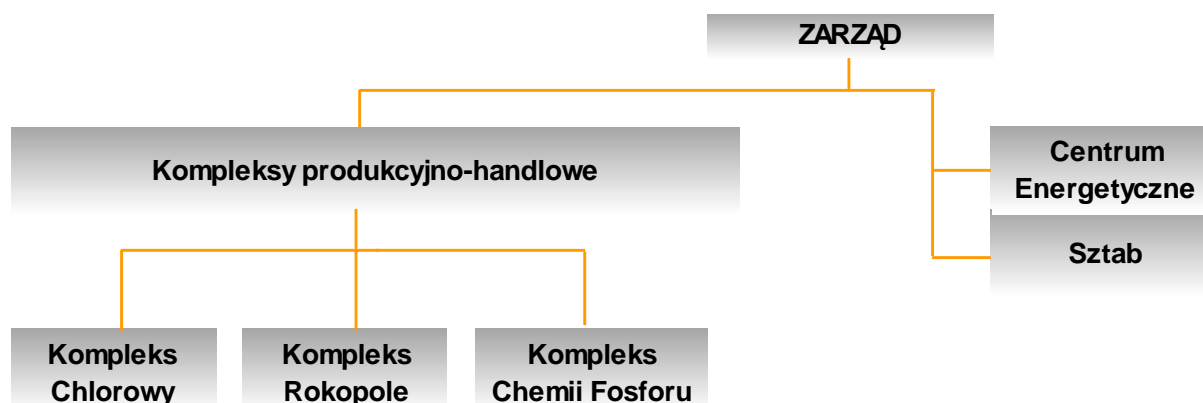 ZARZĄD
Kompleksy produkcyjno-handlowe
Centrum
Energetyczne
Sztab
Kompleks
Chlorowy
Kompleks
Rokopole
Kompleks
Chemii Fosforu